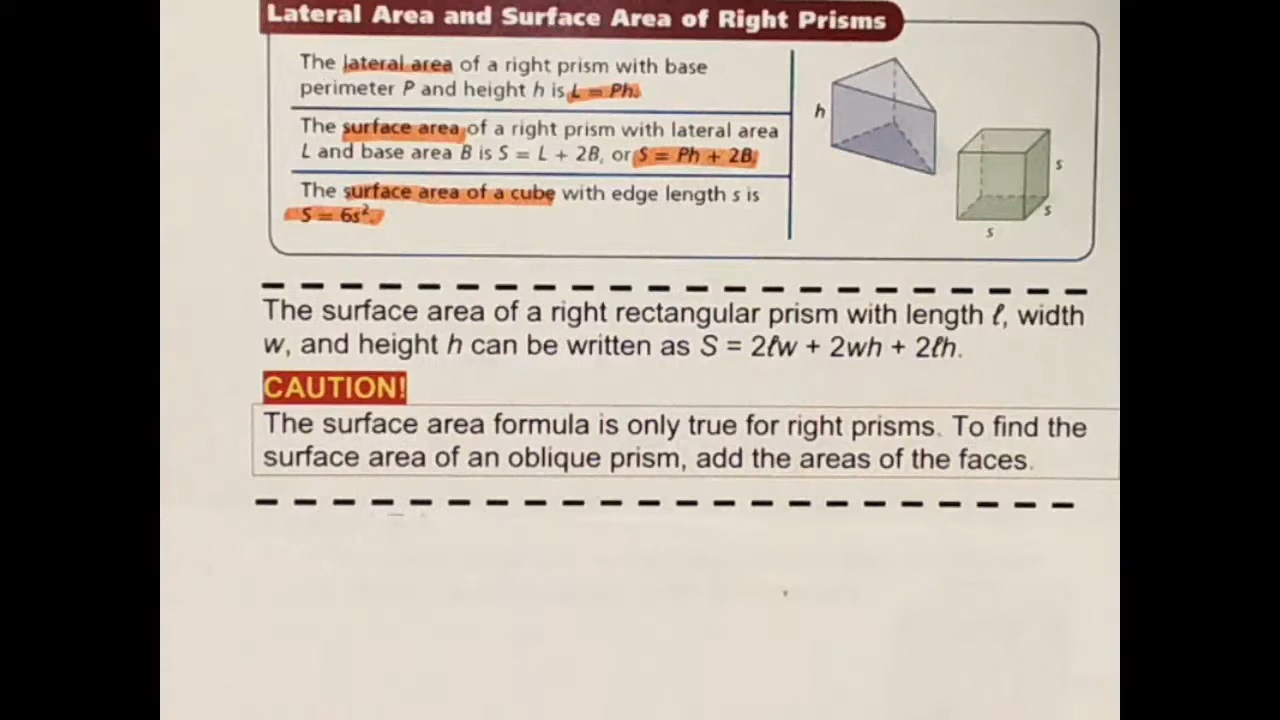 Lateral Area and Surface Area of Right Prisms
The lateral area of a right prism with base
perimeter P and height h is L = Ph.
The surface area of a right prism with lateral area
L and base area B is S = L + 2B, or S = Ph + 2B.
The surface area of a cube with edge length s is
S = 6s².
h
s
s
s
The surface area of a right rectangular prism with length ℓ, width
w, and height h can be written as S = 2ℓw + 2wh + 2ℓh.
CAUTION!
The surface area formula is only true for right prisms. To find the
surface area of an oblique prism, add the areas of the faces.